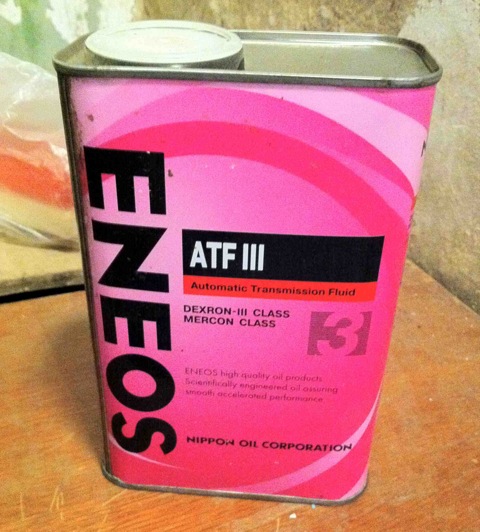 ENEOS
ATF III
Automatic Transmission Fluid
DEXRON-III CLASS
MERCON CLASS
3
ENEOS high quality oil products.
Scientifically engineered oil assuring
smooth accelerated performance.
NIPPON OIL CORPORATION